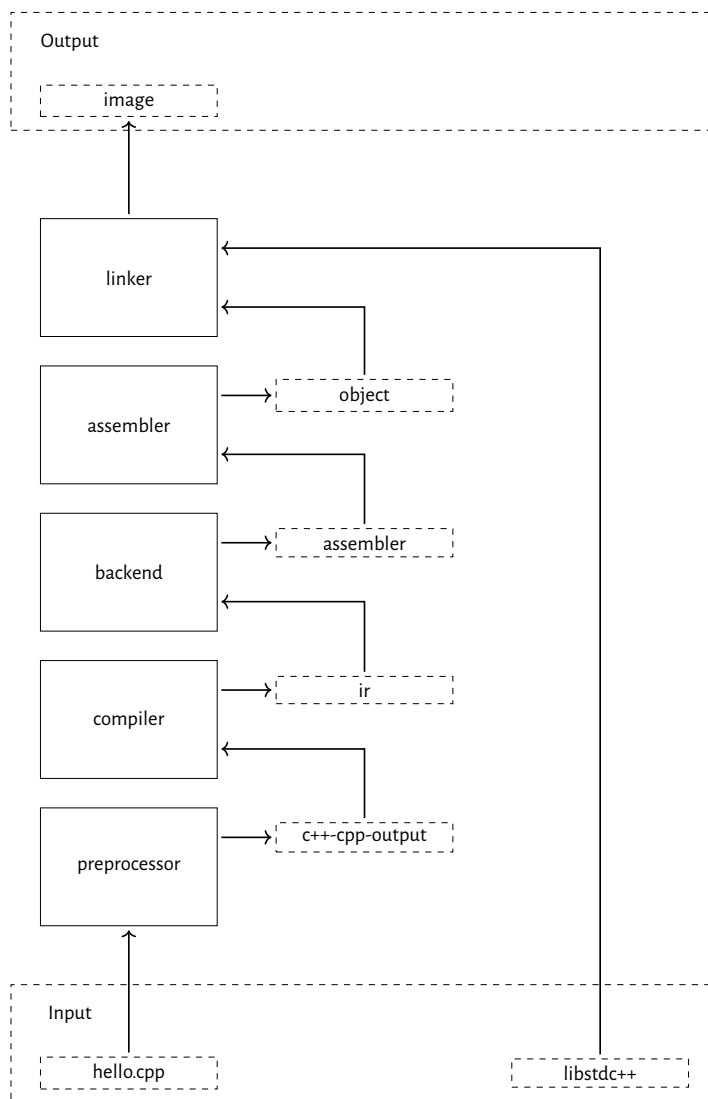 Output
image
linker
object
assembler
assembler
backend
ir
compiler
c++-cpp-output
preprocessor
Input
hello.cpp
libstdc++